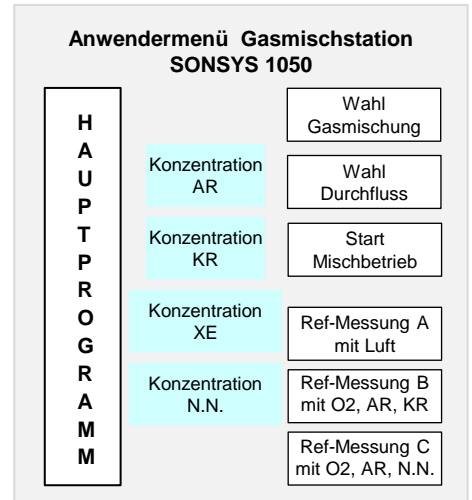 Anwendermenü Gasmischstation
SONSYS 1050
H
A
U
P
T
P
R
O
G
R
A
M
M
Konzentration
AR
Konzentration
KR
Konzentration
XE
Konzentration
N.N.
Wahl
Gasmischung
Wahl
Durchfluss
Start
Mischbetrieb
Ref-Messung A
mit Luft
Ref-Messung B
mit O2, AR, KR
Ref-Messung C
mit O2, AR, N.N.